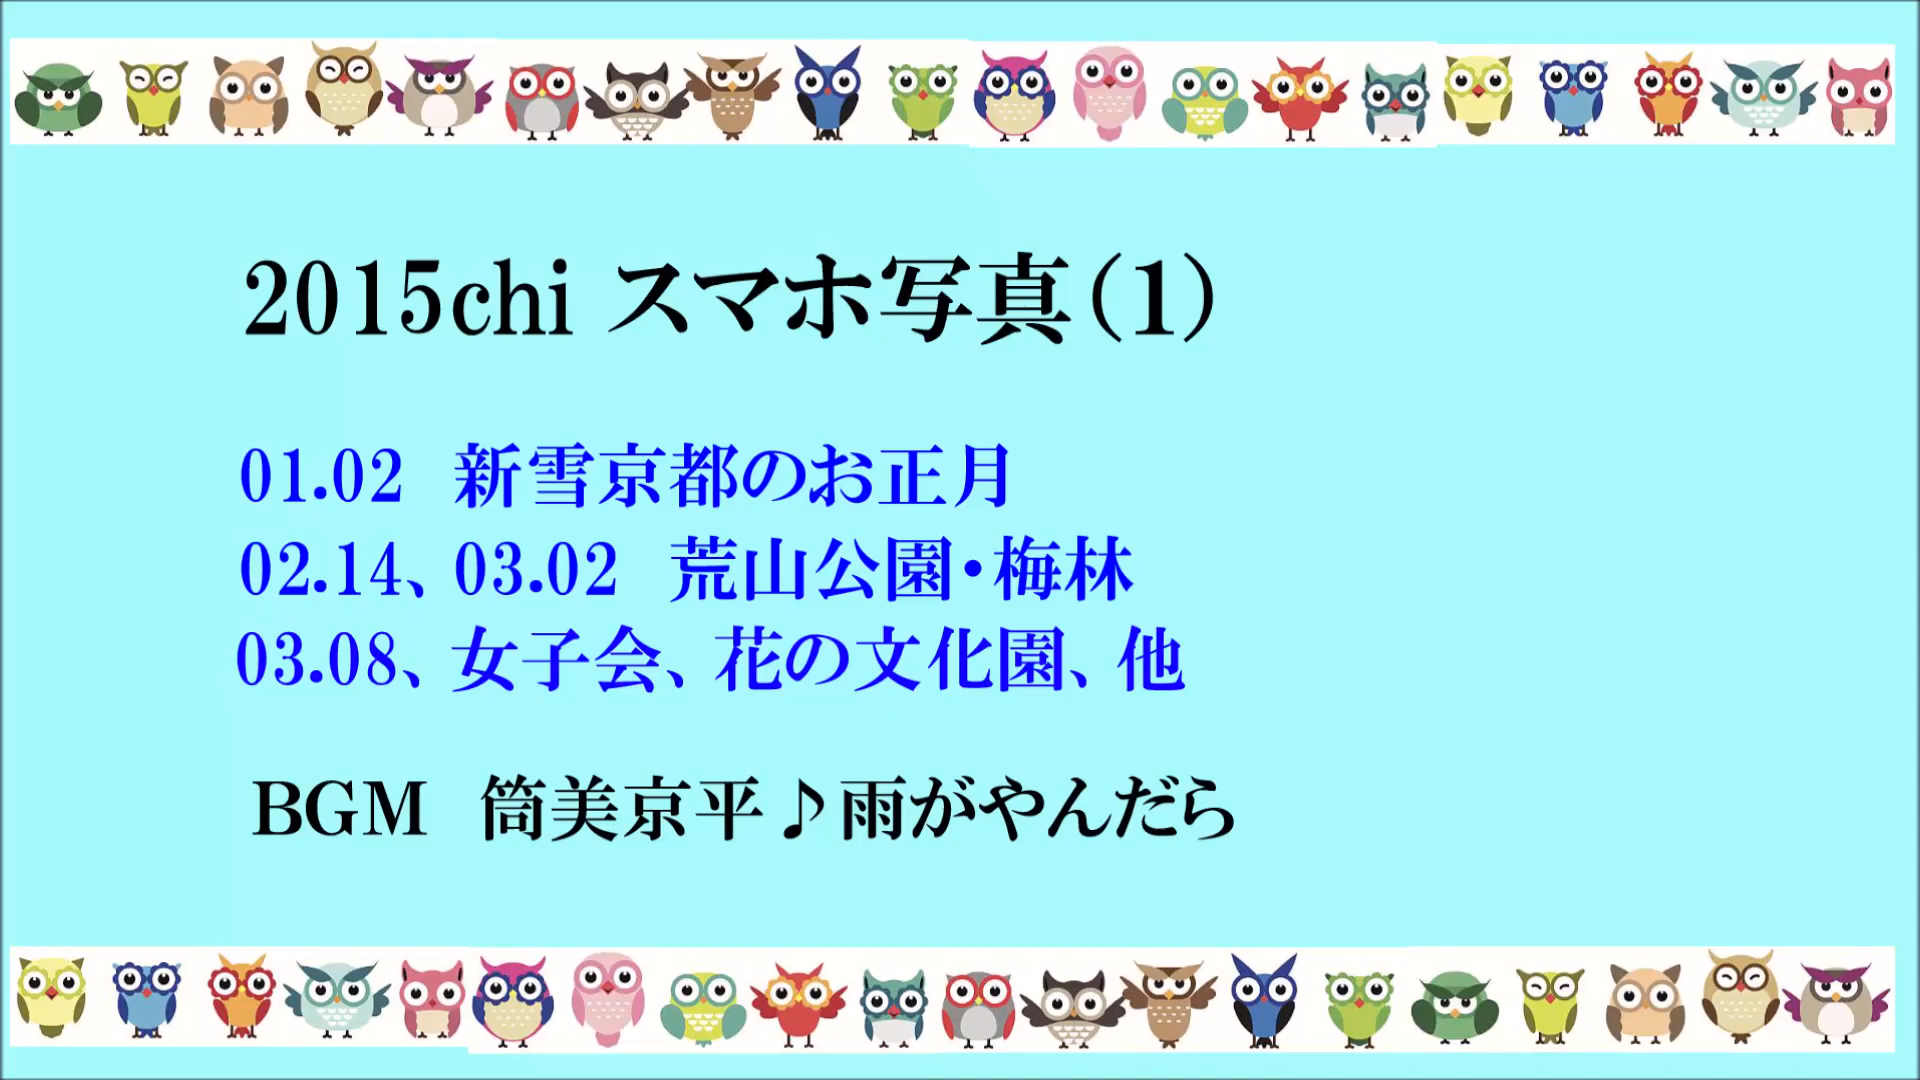 2015chi スマホ写真（1）
01.02　新雪京都のお正月
02.14、03.02　荒山公園・梅林
03.08、女子会、花の文化園、他
BGM　筒美京平♪雨がやんだら